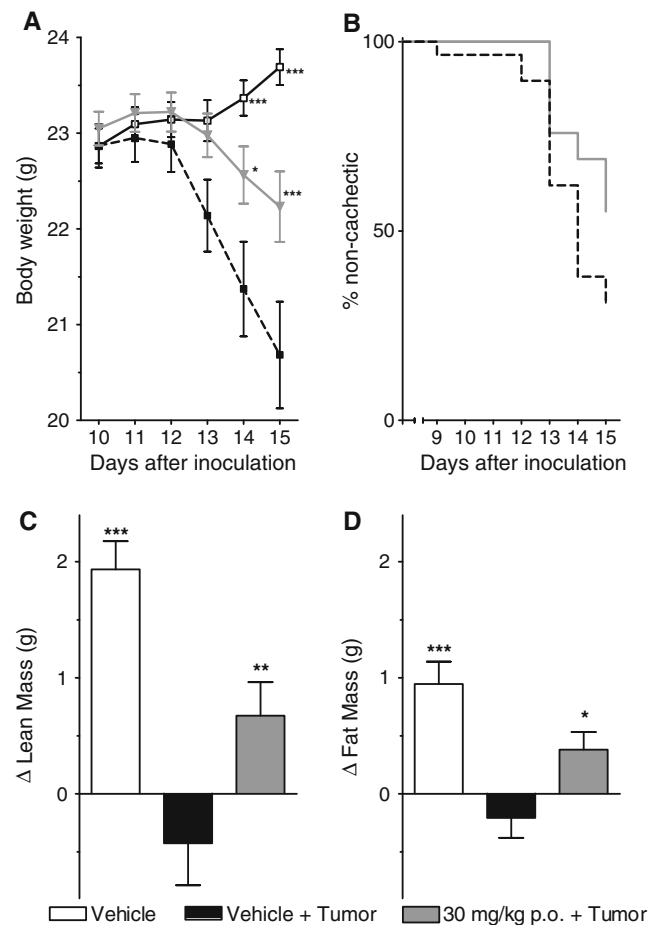 A
Body weight (g)
24
23
22
21
20
***
***
*
***
10 11 12 13 14 15
Days after inoculation
B
% non-cachectic
100
50
0
9 10 11 12 13 14 15
Days after inoculation
C
Δ Lean Mass (g)
2
1
0
***
**
D
Δ Fat Mass (g)
2
1
0
***
*
Vehicle
Vehicle + Tumor
30 mg/kg p.o. + Tumor